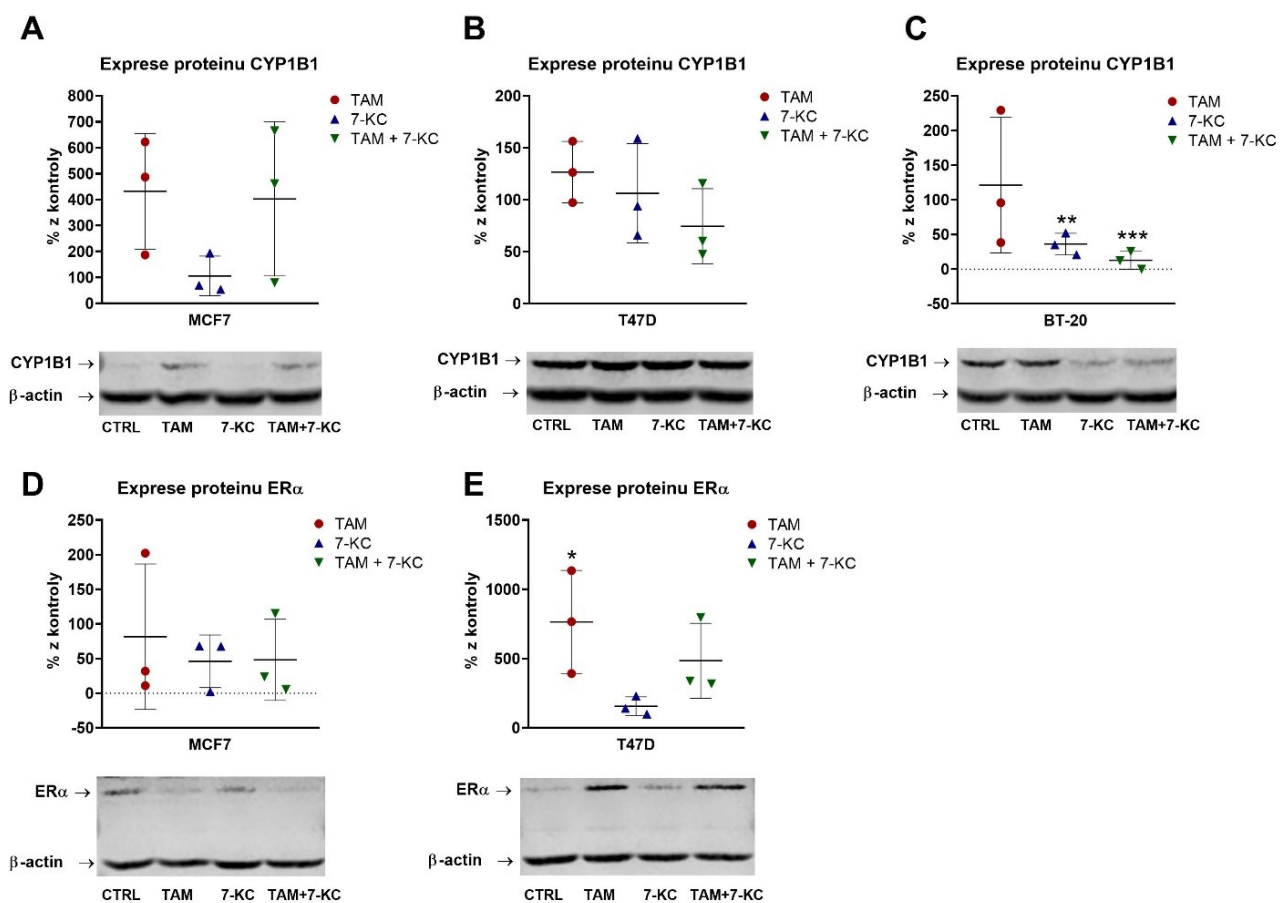 A
Exprese proteinu CYP1B1
% z kontroly
800
700
600
500
400
300
200
100
0
TAM
7-KC
TAM + 7-KC
MCF7
CYP1B1 →
β-actin →
CTRL TAM 7-KC TAM+7-KC
B
Exprese proteinu CYP1B1
% z kontroly
200
150
100
50
0
TAM
7-KC
TAM + 7-KC
T47D
CYP1B1 →
β-actin →
CTRL TAM 7-KC TAM+7-KC
C
Exprese proteinu CYP1B1
% z kontroly
250
200
150
100
50
0
-50
**
***
TAM
7-KC
TAM + 7-KC
BT-20
CYP1B1 →
β-actin →
CTRL TAM 7-KC TAM+7-KC
D
Exprese proteinu ERα
% z kontroly
250
200
150
100
50
0
-50
TAM
7-KC
TAM + 7-KC
MCF7
ERα →
β-actin →
CTRL TAM 7-KC TAM+7-KC
E
Exprese proteinu ERα
% z kontroly
1500
1000
500
0
*
TAM
7-KC
TAM + 7-KC
T47D
ERα →
β-actin →
CTRL TAM 7-KC TAM+7-KC